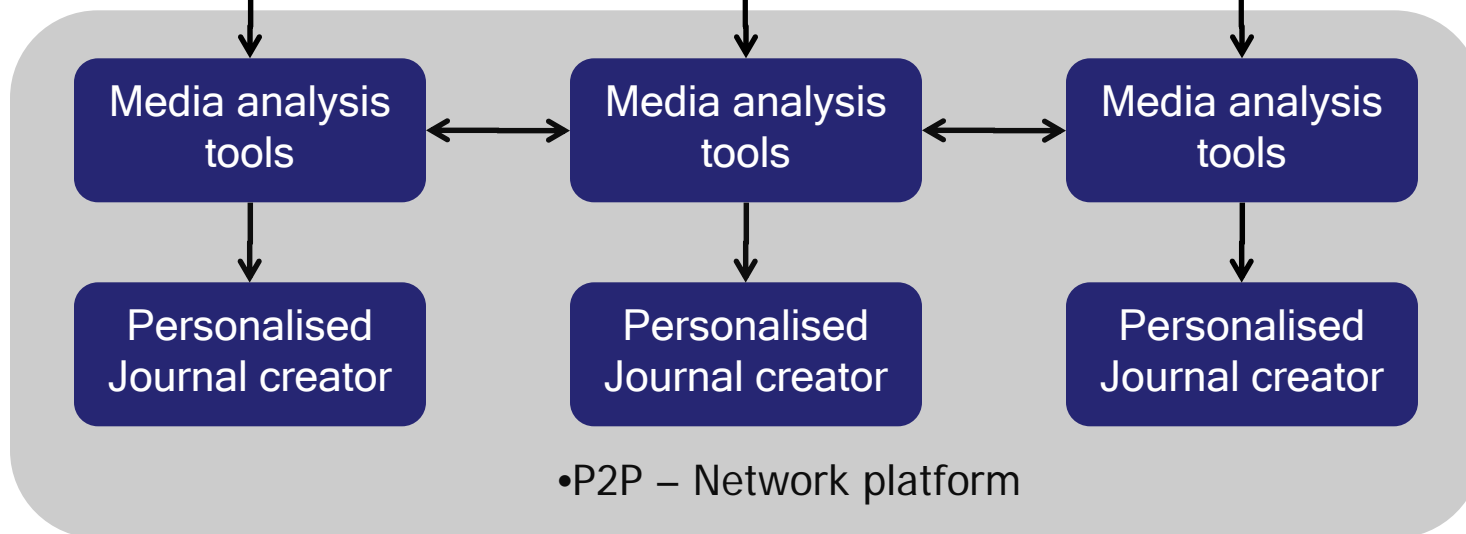 Media analysis
tools
Media analysis
tools
Media analysis
tools
Personalised
Journal creator
Personalised
Journal creator
Personalised
Journal creator
•P2P – Network platform